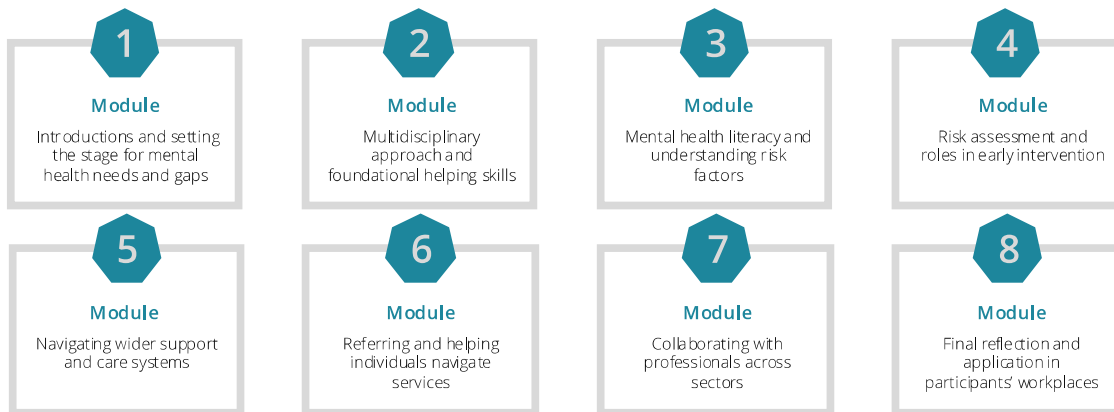 1
Module
Introductions and setting
the stage for mental
health needs and gaps
2
Module
Multidisciplinary
approach and
foundational helping skills
3
Module
Mental health literacy and
understanding risk
factors
4
Module
Risk assessment and
roles in early intervention
5
Module
Navigating wider support
and care systems
6
Module
Referring and helping
individuals navigate
services
7
Module
Collaborating with
professionals across
sectors
8
Module
Final reflection and
application in
participants’ workplaces